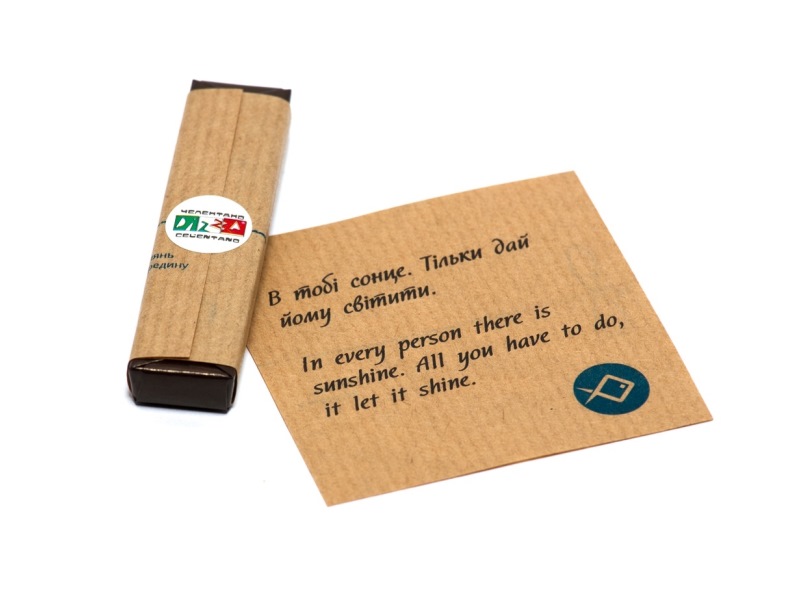 ЧЕЛЕНТАНО
PIZZA
CELENTANO
В тобі сонце. Тільки дай
йому світити.
In every person there is
sunshine. All you have to do,
it let it shine.